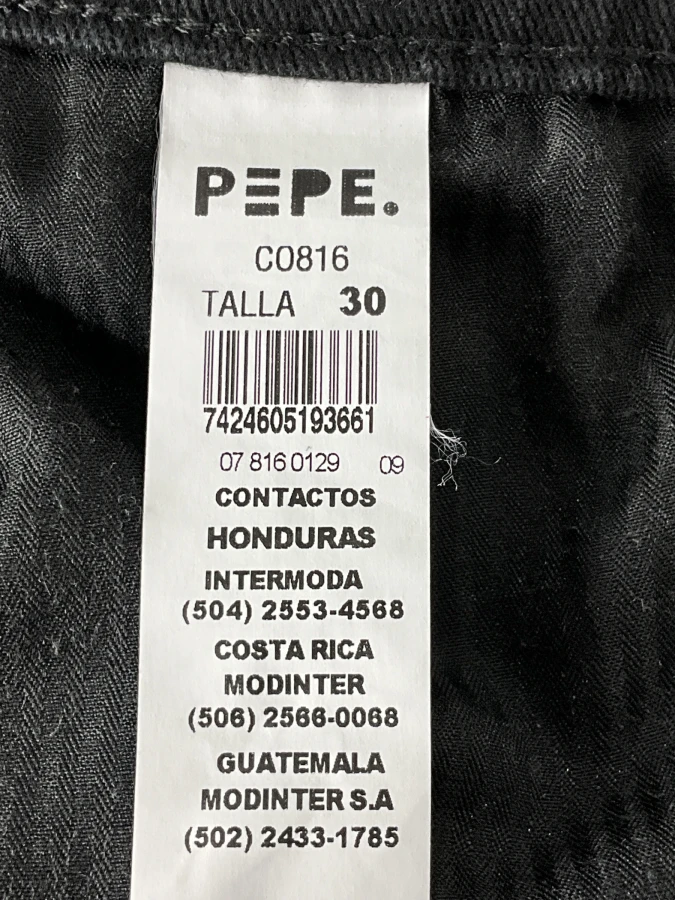 PEPE.
CO816
TALLA 30
7424605193661
07 816 0129 09
CONTACTOS
HONDURAS
INTERMODA
(504) 2553-4568
COSTA RICA
MODINTER
(506) 2566-0068
GUATEMALA
MODINTER S.A
(502) 2433-1785